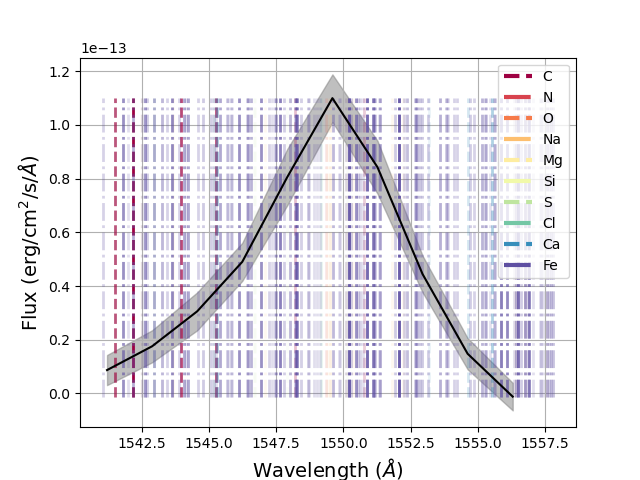 1e−13
1.2
1.0
0.8
0.6
0.4
0.2
0.0
Flux (erg/cm²/s/Å)
1542.5 1545.0 1547.5 1550.0 1552.5 1555.0 1557.5
Wavelength (Å)
C
N
O
Na
Mg
Si
S
Cl
Ca
Fe